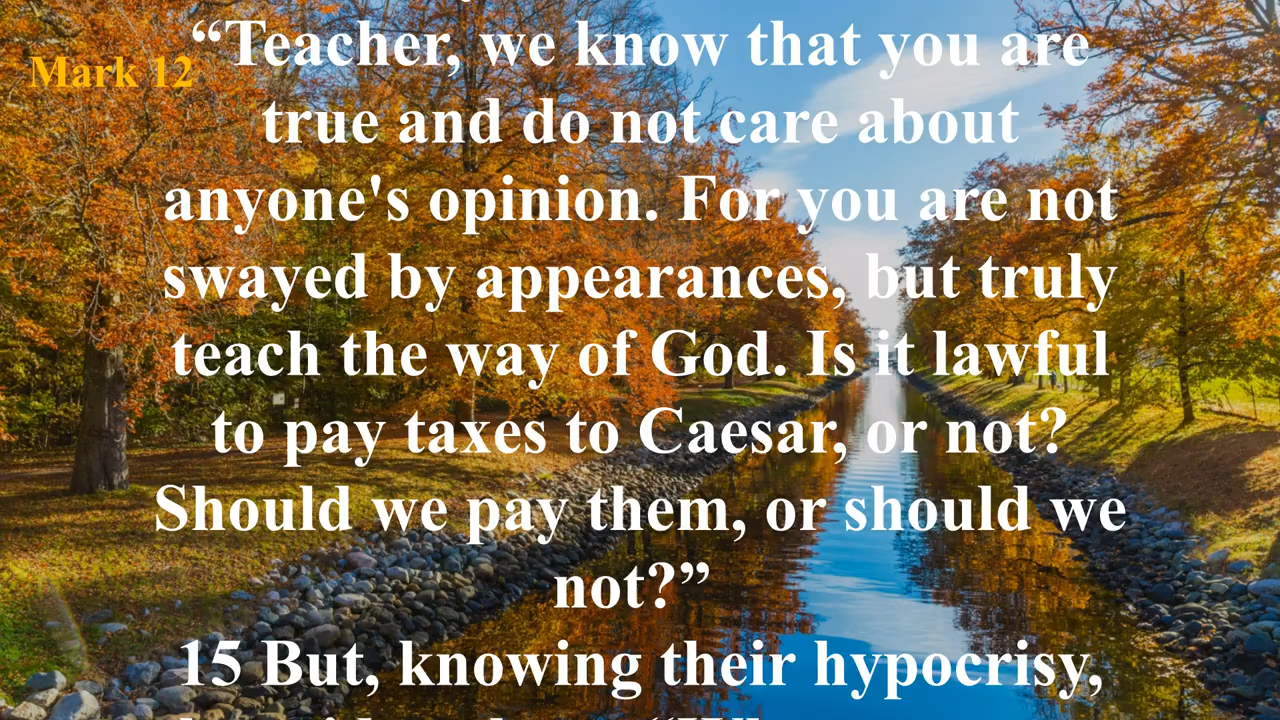 Mark 12
“Teacher, we know that you are
true and do not care about
anyone's opinion. For you are not
swayed by appearances, but truly
teach the way of God. Is it lawful
to pay taxes to Caesar, or not?
Should we pay them, or should we
not?”
15 But, knowing their hypocrisy,